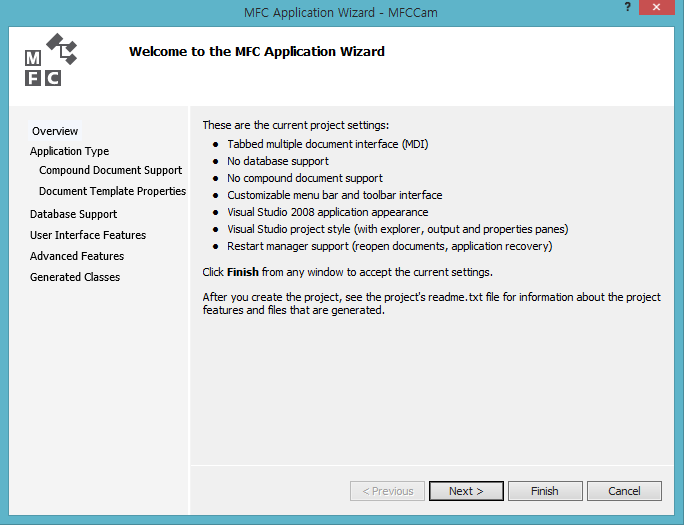 MFC Application Wizard - MFCCam
?
M
F C
Welcome to the MFC Application Wizard
Overview
Application Type
Compound Document Support
Document Template Properties
Database Support
User Interface Features
Advanced Features
Generated Classes
These are the current project settings:
• Tabbed multiple document interface (MDI)
• No database support
• No compound document support
• Customizable menu bar and toolbar interface
• Visual Studio 2008 application appearance
• Visual Studio project style (with explorer, output and properties panes)
• Restart manager support (reopen documents, application recovery)
Click Finish from any window to accept the current settings.
After you create the project, see the project's readme.txt file for information about the project
features and files that are generated.
< Previous Next > Finish Cancel